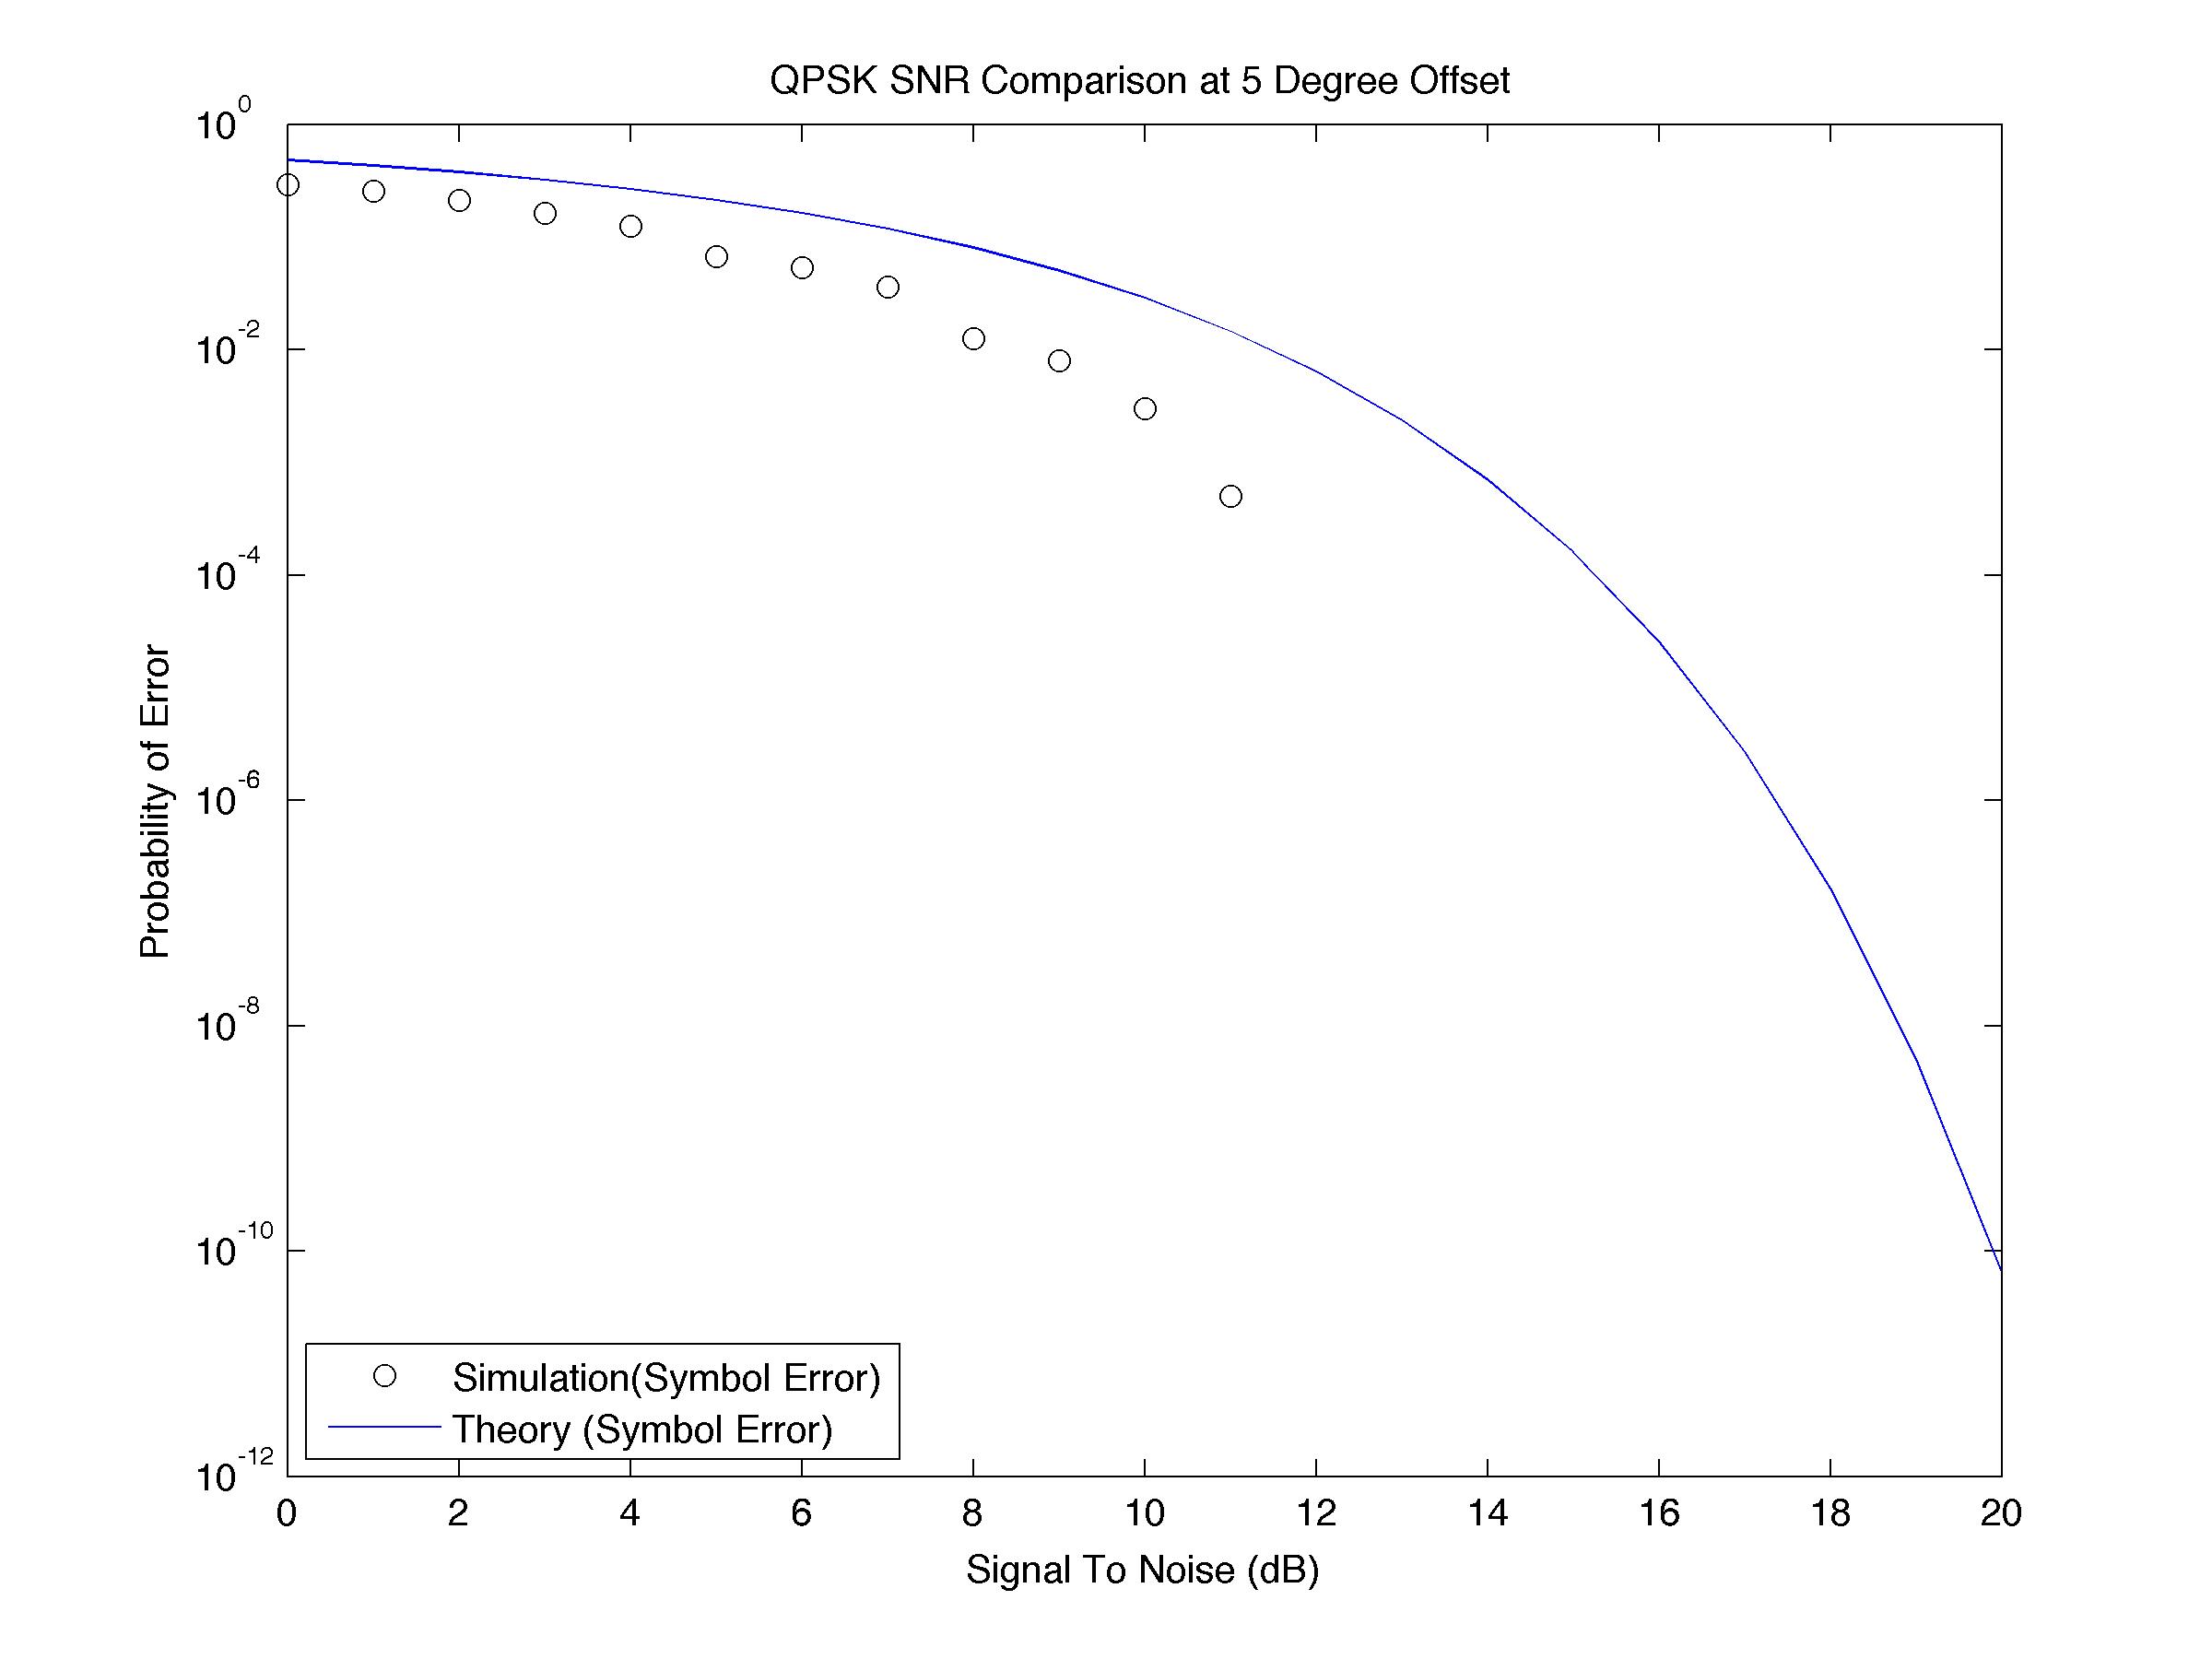 QPSK SNR Comparison at 5 Degree Offset
10^0
10^-2
10^-4
10^-6
10^-8
10^-10
10^-12
Probability of Error
Simulation(Symbol Error)
Theory (Symbol Error)
0 2 4 6 8 10 12 14 16 18 20
Signal To Noise (dB)